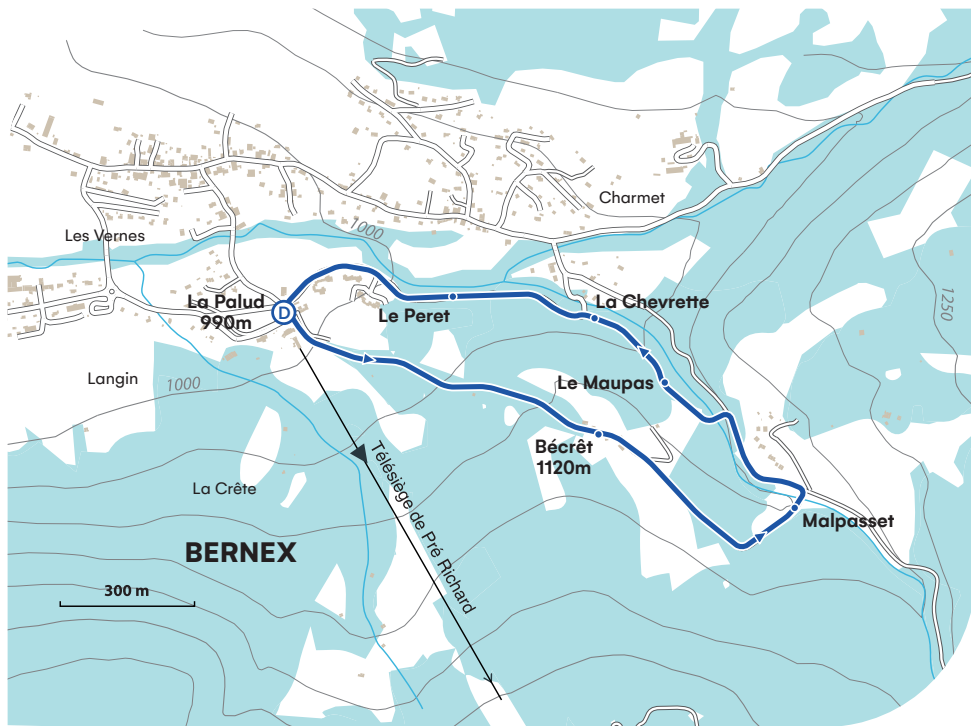 Charmet
1000
Les Vernes
La Palud
990m
D
Le Peret
La Chevrette
1250
Langin
1000
Le Maupas
Bécrêt
1120m
La Crête
Télésiège de Pré Richard
Malpasset
BERNEX
300 m